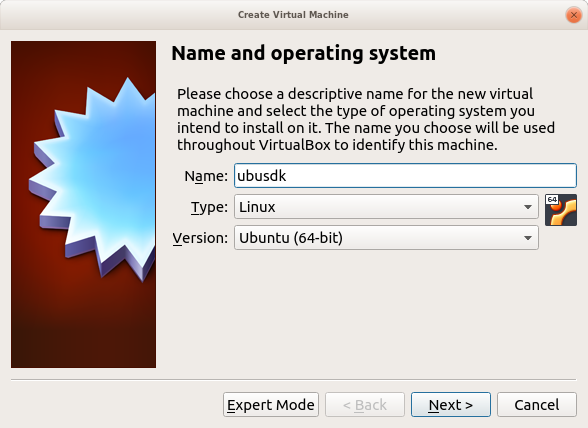 Create Virtual Machine
Name and operating system
Please choose a descriptive name for the new virtual
machine and select the type of operating system you
intend to install on it. The name you choose will be used
throughout VirtualBox to identify this machine.
Name: ubusdk
Type: Linux
64
Version: Ubuntu (64-bit)
Expert Mode < Back Next > Cancel